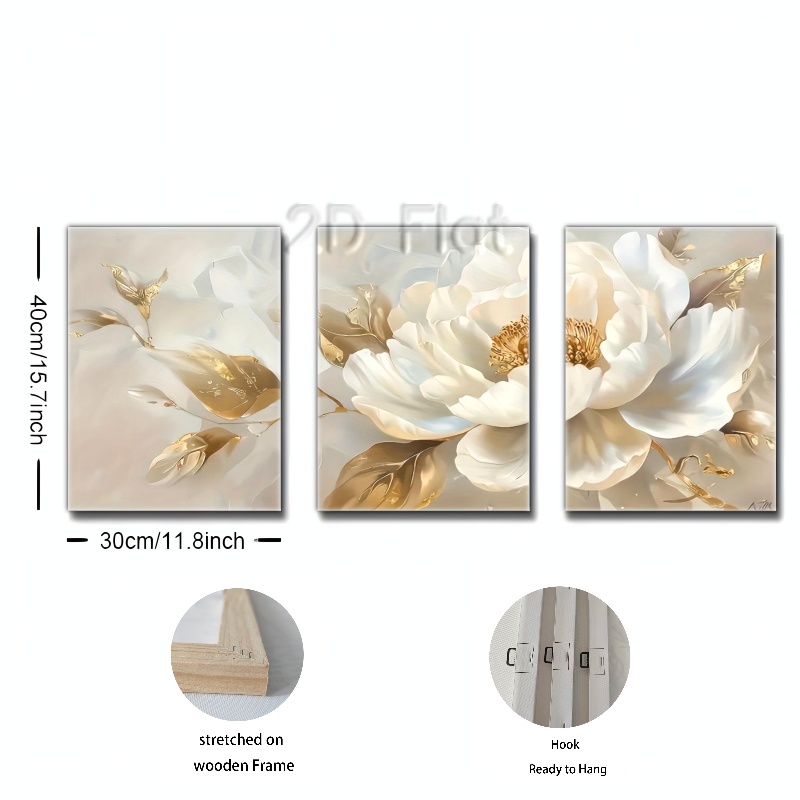 2D Flat
40cm/15.7inch
30cm/11.8inch
stretched on
wooden Frame
Hook
Ready to Hang